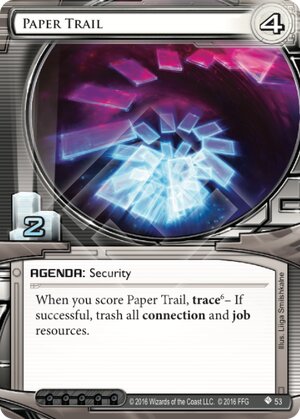 PAPER TRAIL
4
2
AGENDA: Security
When you score Paper Trail, trace⁶– If
successful, trash all connection and job
resources.
Illus. Liiga Smilshkalne
© 2016 Wizards of the Coast LLC. © 2016 FFG
53